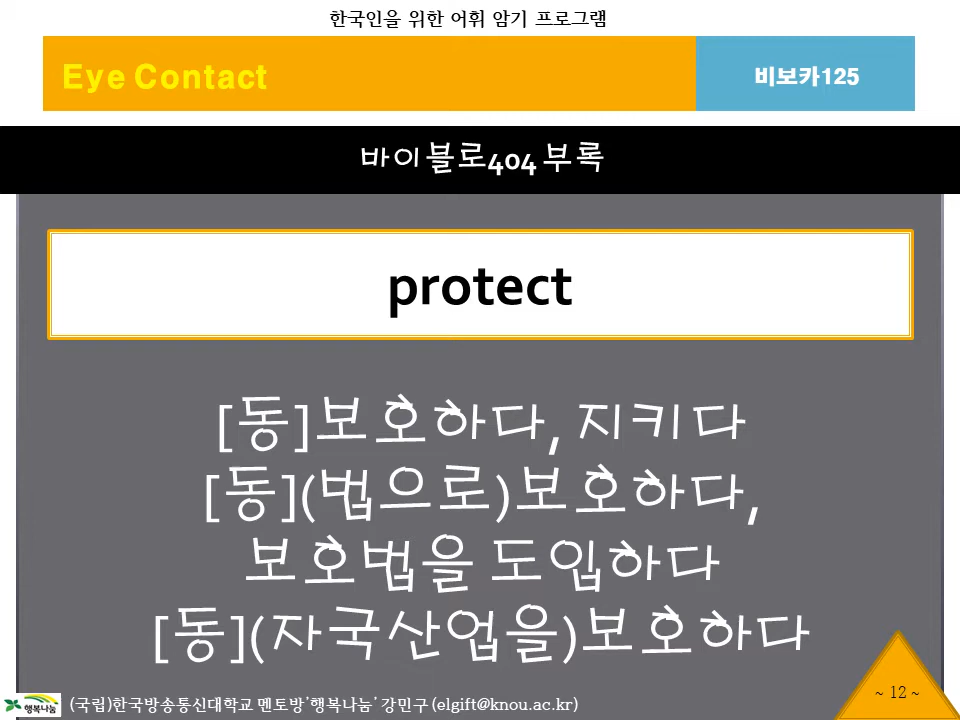 한국인을 위한 어휘 암기 프로그램
Eye Contact
비보카125
바이블로404 부록
protect
[동]보호하다, 지키다
[동](법으로)보호하다,
보호법을 도입하다
[동](자국산업을)보호하다
~ 12 ~
행복나눔
(국립)한국방송통신대학교 멘토방‘행복나눔’ 강민구 (elgift@knou.ac.kr)